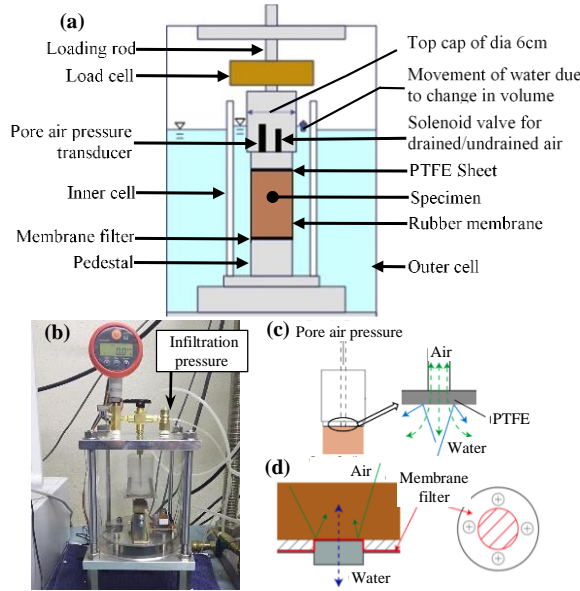 (a)
Loading rod
Load cell
Pore air pressure
transducer
Inner cell
Membrane filter
Pedestal
Top cap of dia 6cm
Movement of water due
to change in volume
Solenoid valve for
drained/undrained air
PTFE Sheet
Specimen
Rubber membrane
Outer cell
(b)
Infiltration
pressure
(c)
Pore air pressure
Air
PTFE
Water
(d)
Air
Membrane
filter
Water